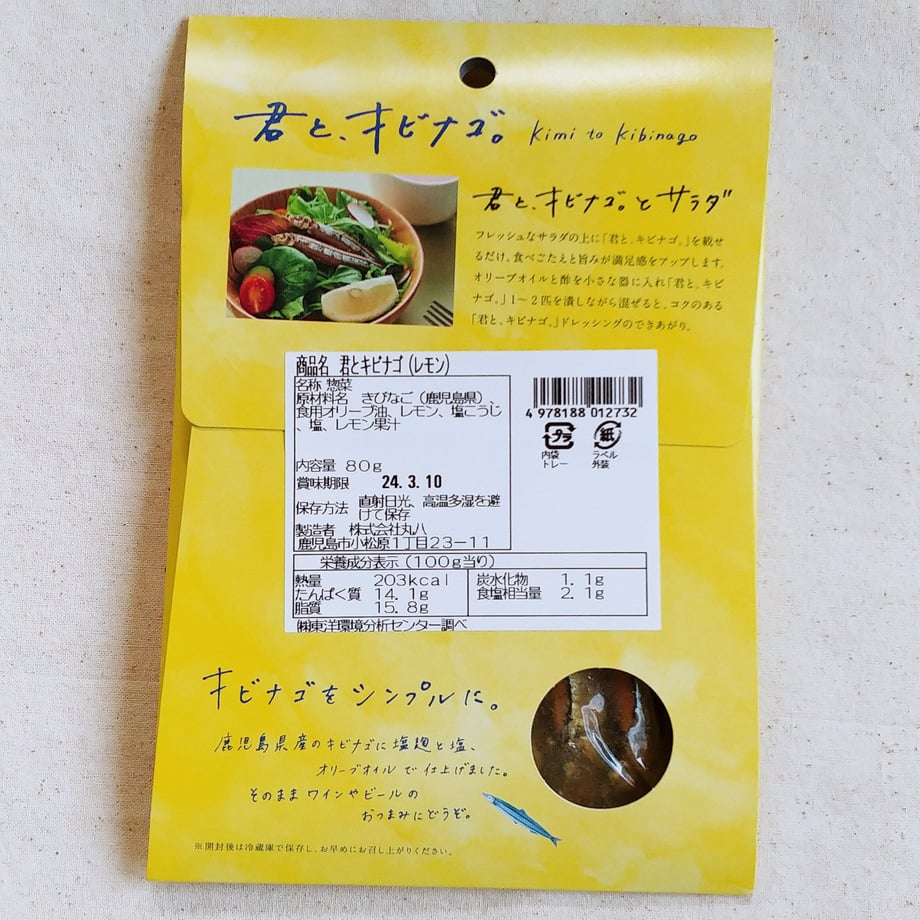 君と、キビナゴ。 Kimi to Kibinago
君と、キビナゴ。とサラダ
フレッシュなサラダの上に「君と、キビナゴ。」を載せ
るだけ。食べごたえと旨みが満足感をアップします。
オリーブオイルと酢を小さな器に入れ「君と、キビ
ナゴ。」1〜2匹を潰しながら混ぜると、コクのある
「君と、キビナゴ。」ドレッシングのできあがり。
商品名 君とキビナゴ(レモン)
名称 惣菜
原材料名 きびなご(鹿児島県)、
食用オリーブ油、レモン、塩こうじ
、塩、レモン果汁
内容量 80g
賞味期限 24.3.10
保存方法 直射日光、高温多湿を避
けて保存
製造者 株式会社丸八
鹿児島市小松原1丁目23-11
4 978188 012732
プラ 紙
内袋 ラベル
トレー 外装
栄養成分表示(100g当り)
熱量 203kcal 炭水化物 1.1g
たんぱく質 14.1g 食塩相当量 2.1g
脂質 15.8g
㈱東洋環境分析センター調べ
キビナゴをシンプルに。
鹿児島県産のキビナゴに塩麹と塩、
オリーブオイルで仕上げました。
そのままワインやビールの
おつまみにどうぞ。
※開封後は冷蔵庫で保存し、お早めにお召し上がりください。